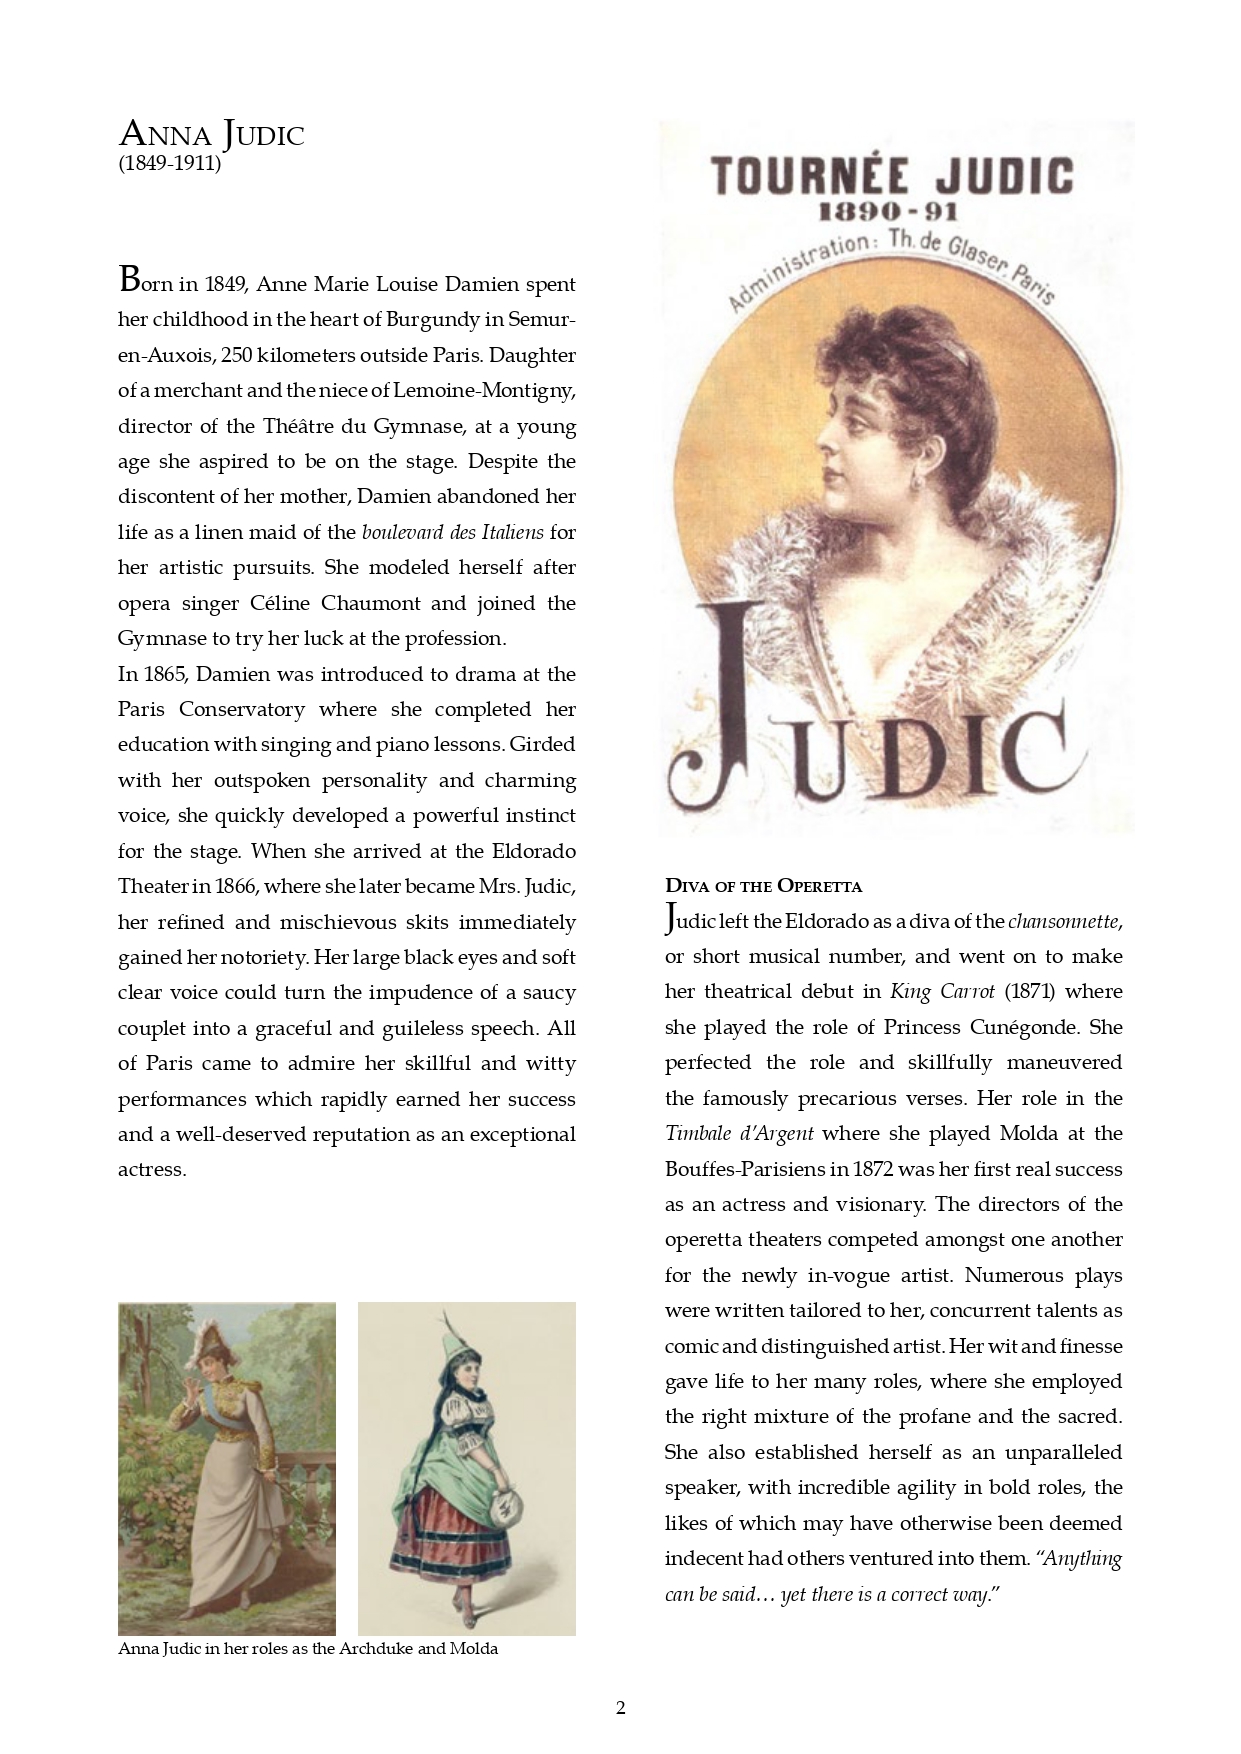 ANNA JUDIC
(1849-1911)
Born in 1849, Anne Marie Louise Damien spent
her childhood in the heart of Burgundy in Semur-
en-Auxois, 250 kilometers outside Paris. Daughter
of a merchant and the niece of Lemoine-Montigny,
director of the Théâtre du Gymnase, at a young
age she aspired to be on the stage. Despite the
discontent of her mother, Damien abandoned her
life as a linen maid of the boulevard des Italiens for
her artistic pursuits. She modeled herself after
opera singer Céline Chaumont and joined the
Gymnase to try her luck at the profession.
In 1865, Damien was introduced to drama at the
Paris Conservatory where she completed her
education with singing and piano lessons. Girded
with her outspoken personality and charming
voice, she quickly developed a powerful instinct
for the stage. When she arrived at the Eldorado
Theater in 1866, where she later became Mrs. Judic,
her refined and mischievous skits immediately
gained her notoriety. Her large black eyes and soft
clear voice could turn the impudence of a saucy
couplet into a graceful and guileless speech. All
of Paris came to admire her skillful and witty
performances which rapidly earned her success
and a well-deserved reputation as an exceptional
actress.
Anna Judic in her roles as the Archduke and Molda
TOURNÉE JUDIC
1890-91
Administration: Th. de Glaser. Paris
JUDIC
DIVA OF THE OPERETTA
Judic left the Eldorado as a diva of the chansonnette,
or short musical number, and went on to make
her theatrical debut in King Carrot (1871) where
she played the role of Princess Cunégonde. She
perfected the role and skillfully maneuvered
the famously precarious verses. Her role in the
Timbale d'Argent where she played Molda at the
Bouffes-Parisiens in 1872 was her first real success
as an actress and visionary. The directors of the
operetta theaters competed amongst one another
for the newly in-vogue artist. Numerous plays
were written tailored to her, concurrent talents as
comic and distinguished artist. Her wit and finesse
gave life to her many roles, where she employed
the right mixture of the profane and the sacred.
She also established herself as an unparalleled
speaker, with incredible agility in bold roles, the
likes of which may have otherwise been deemed
indecent had others ventured into them. “Anything
can be said… yet there is a correct way.”
2